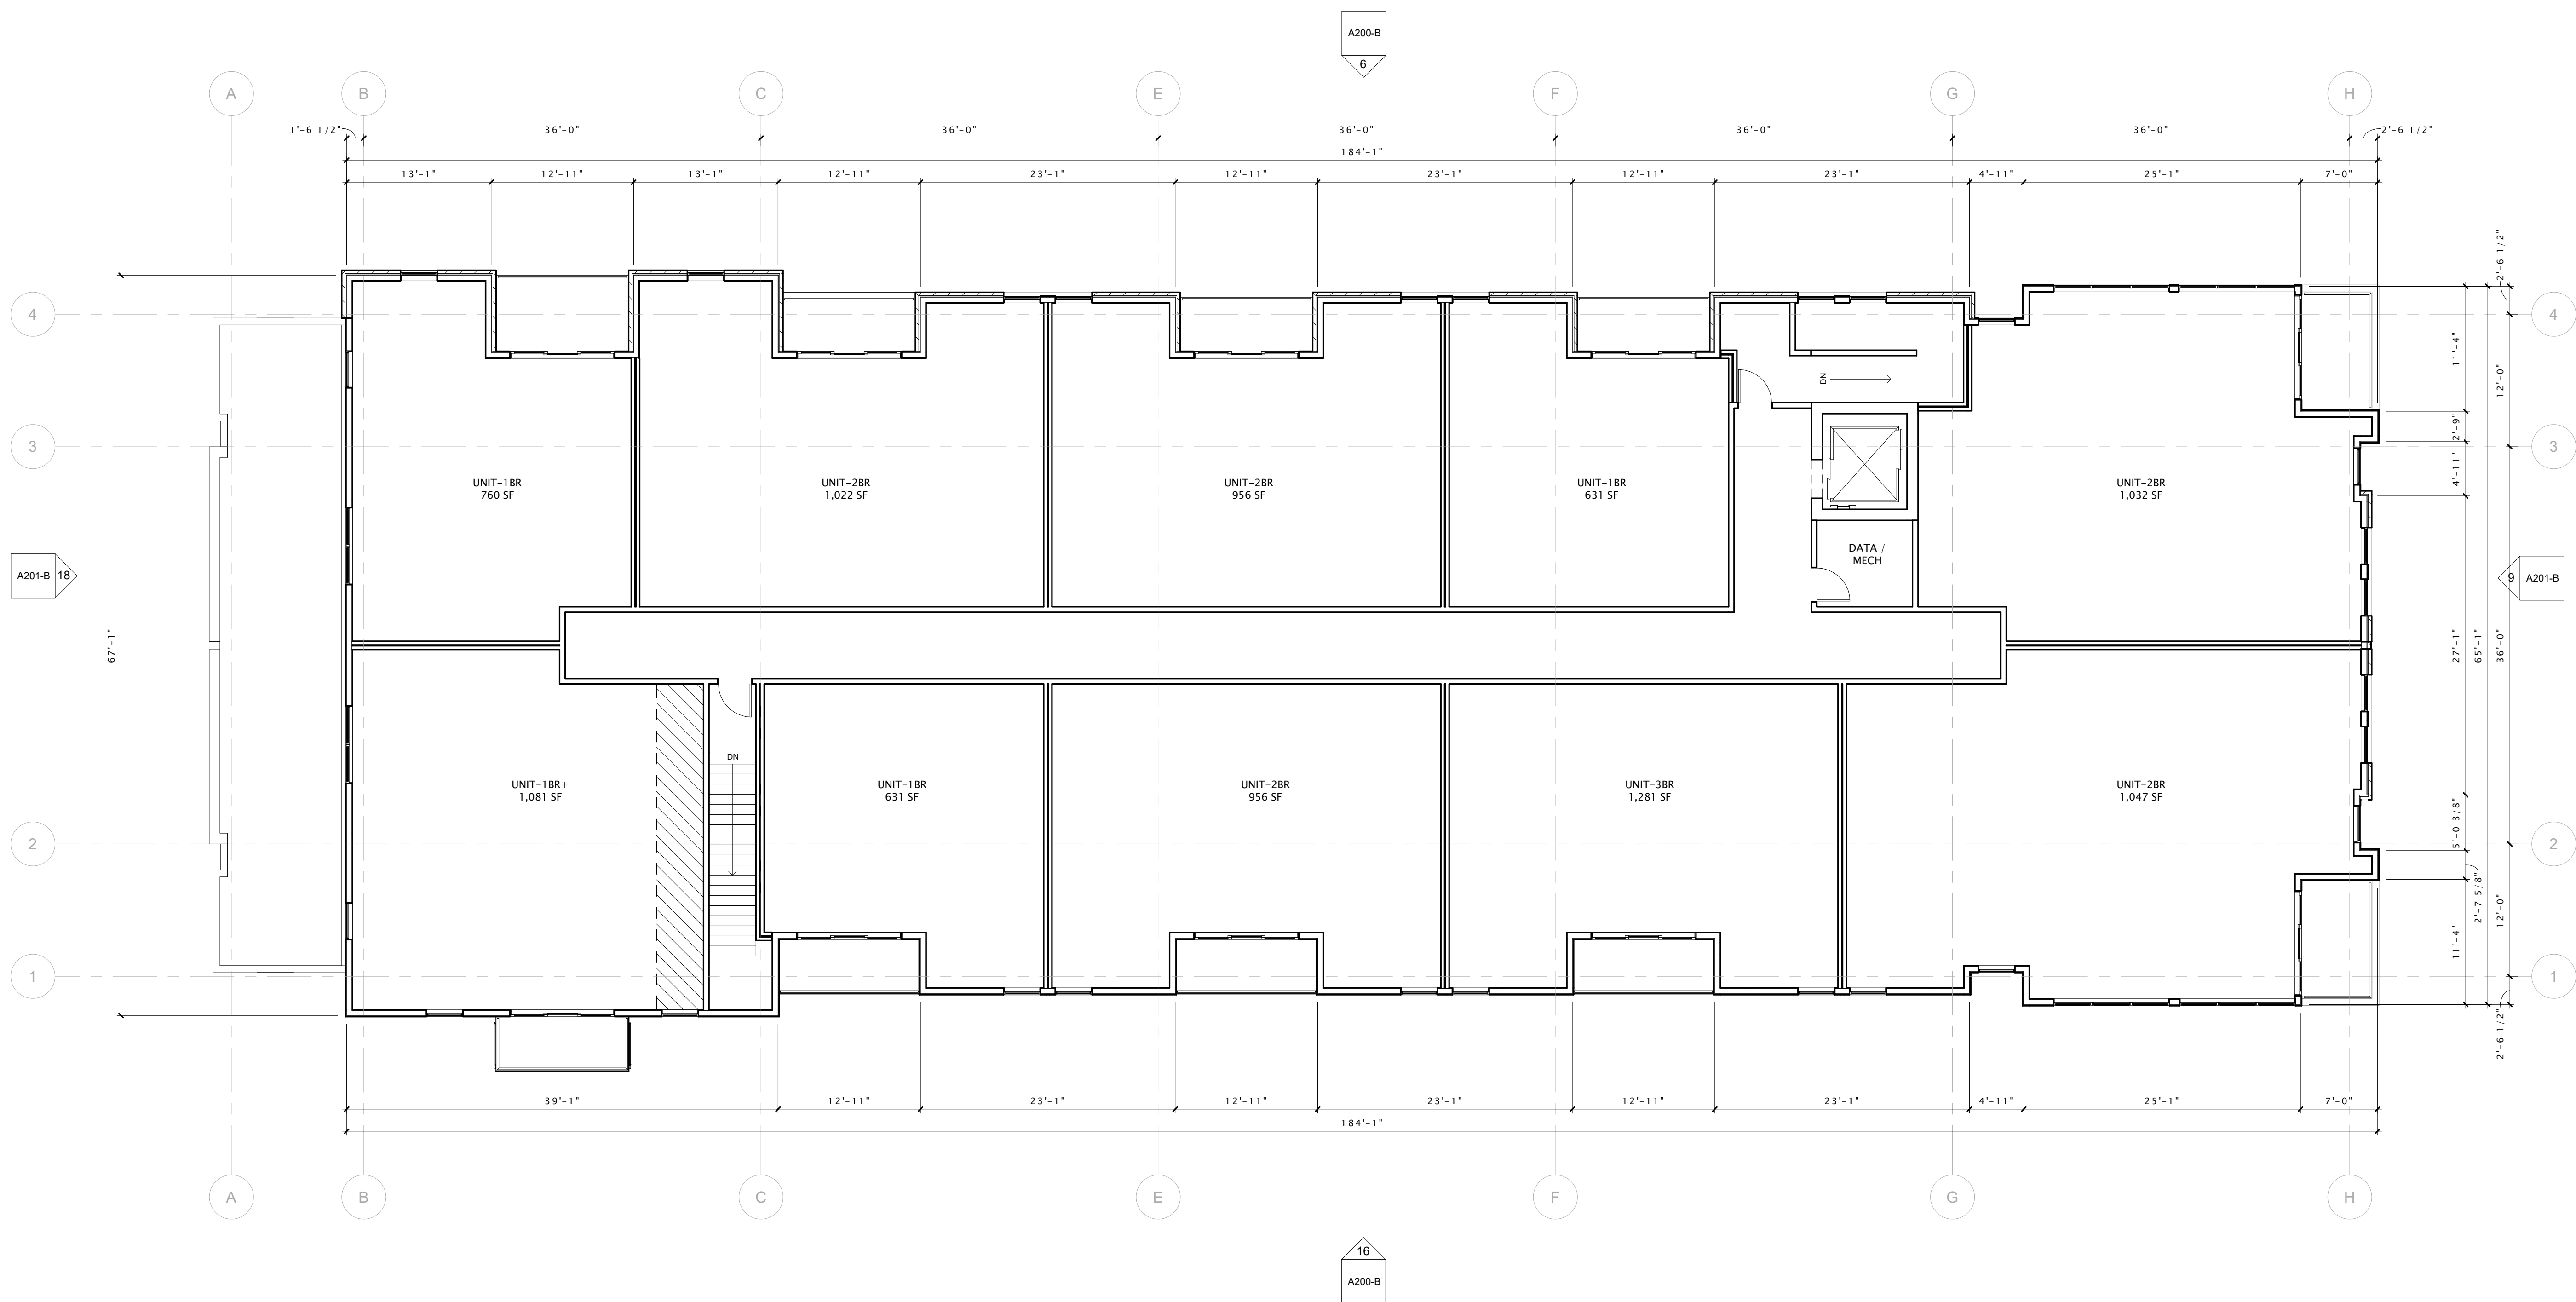 A200-B
6
A
B
C
E
F
G
H
1'-6 1/2"
36'-0"
36'-0"
36'-0"
36'-0"
36'-0"
2'-6 1/2"
184'-1"
13'-1"
12'-11"
13'-1"
12'-11"
23'-1"
12'-11"
23'-1"
12'-11"
23'-1"
4'-11"
25'-1"
7'-0"
2'-6 1/2"
4
4
11'-4"
12'-0"
DN
3
3
2'-9"
4'-11"
UNIT-1BR
760 SF
UNIT-2BR
1,022 SF
UNIT-2BR
956 SF
UNIT-1BR
631 SF
UNIT-2BR
1,032 SF
DATA /
MECH
A201-B
18
9
A201-B
67'-1"
27'-1"
65'-1"
36'-0"
DN
UNIT-1BR+
1,081 SF
UNIT-1BR
631 SF
UNIT-2BR
956 SF
UNIT-3BR
1,281 SF
UNIT-2BR
1,047 SF
5'-0 3/8"
2
2
2'-7 5/8"
12'-0"
11'-4"
1
1
2'-6 1/2"
39'-1"
12'-11"
23'-1"
12'-11"
23'-1"
12'-11"
23'-1"
4'-11"
25'-1"
7'-0"
184'-1"
A
B
C
E
F
G
H
16
A200-B